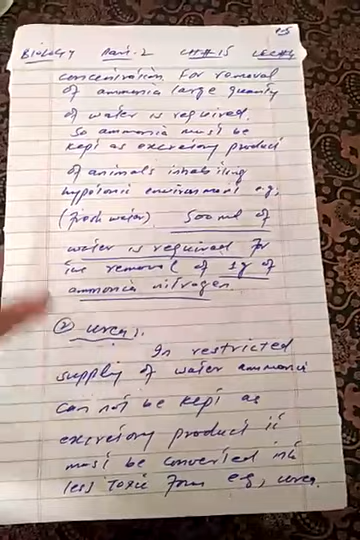 P5
Biology Part-2 CH#15 LEC#4
concentration. For removal
of ammonia large quantity
of water is required.
So ammonia must be
kept as excretory product
of animals inhabiting
hypotonic environment e.g,
(Fresh water) 500 ml of
water is required for
the removal of 1g of
ammonia nitrogen.
② urea:
In restricted
supply of water ammonia
can not be kept as
excretory product it
must be converted into
less toxic form e.g, urea.